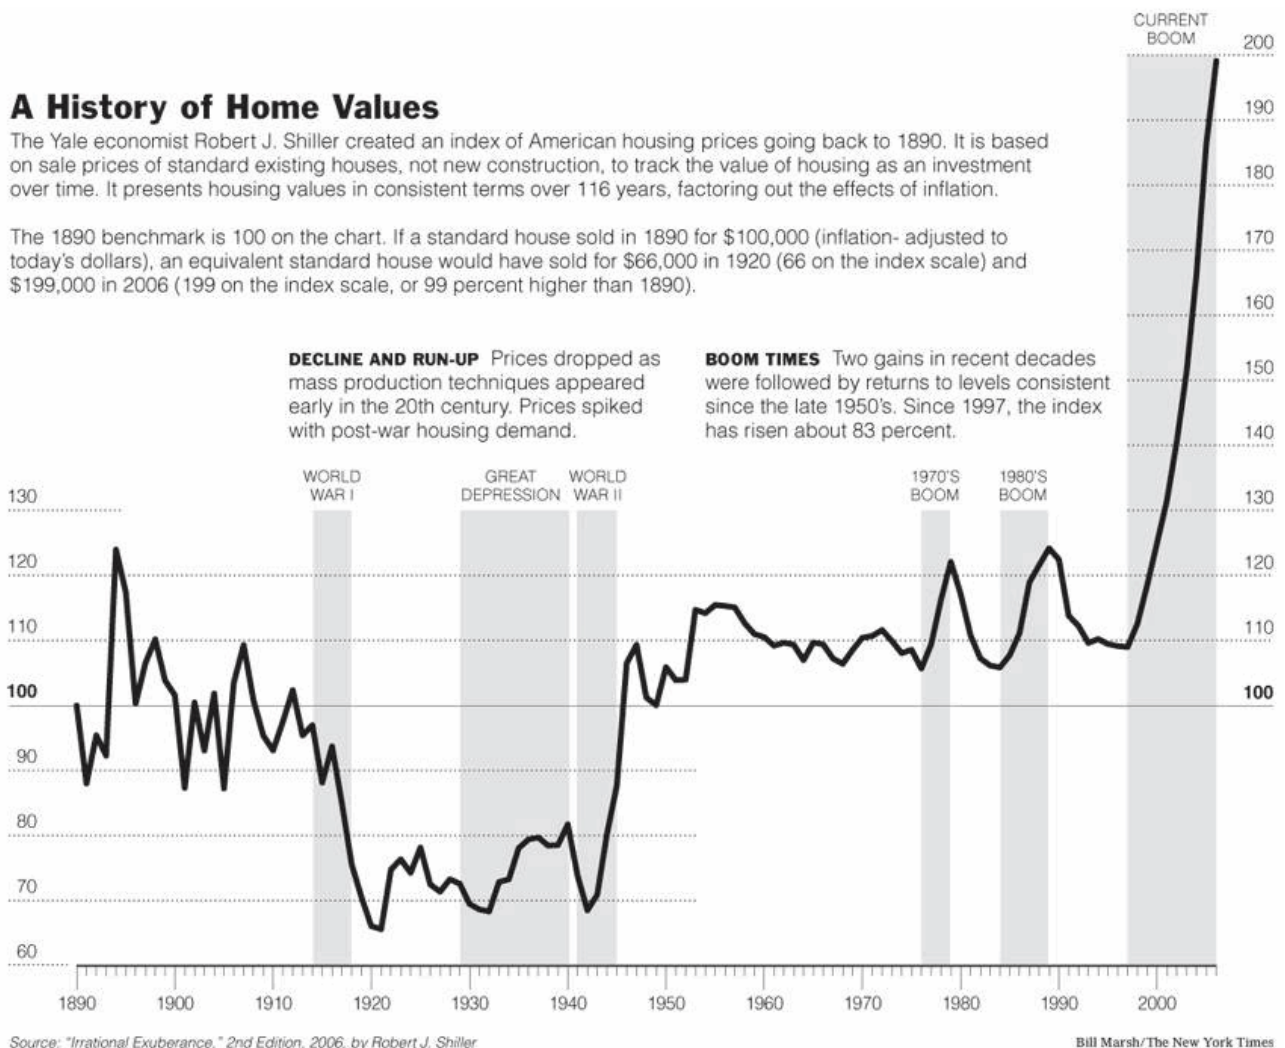 CURRENT
BOOM
A History of Home Values
The Yale economist Robert J. Shiller created an index of American housing prices going back to 1890. It is based
on sale prices of standard existing houses, not new construction, to track the value of housing as an investment
over time. It presents housing values in consistent terms over 116 years, factoring out the effects of inflation.
The 1890 benchmark is 100 on the chart. If a standard house sold in 1890 for $100,000 (inflation- adjusted to
today's dollars), an equivalent standard house would have sold for $66,000 in 1920 (66 on the index scale) and
$199,000 in 2006 (199 on the index scale, or 99 percent higher than 1890).
DECLINE AND RUN-UP Prices dropped as
mass production techniques appeared
early in the 20th century. Prices spiked
with post-war housing demand.
BOOM TIMES Two gains in recent decades
were followed by returns to levels consistent
since the late 1950's. Since 1997, the index
has risen about 83 percent.
WORLD
WAR I
GREAT
DEPRESSION
WORLD
WAR II
1970'S
BOOM
1980'S
BOOM
130
120
110
100
90
80
70
60
200
190
180
170
160
150
140
130
120
110
100
1890 1900 1910 1920 1930 1940 1950 1960 1970 1980 1990 2000
Source: "Irrational Exuberance," 2nd Edition, 2006, by Robert J. Shiller
Bill Marsh/The New York Times